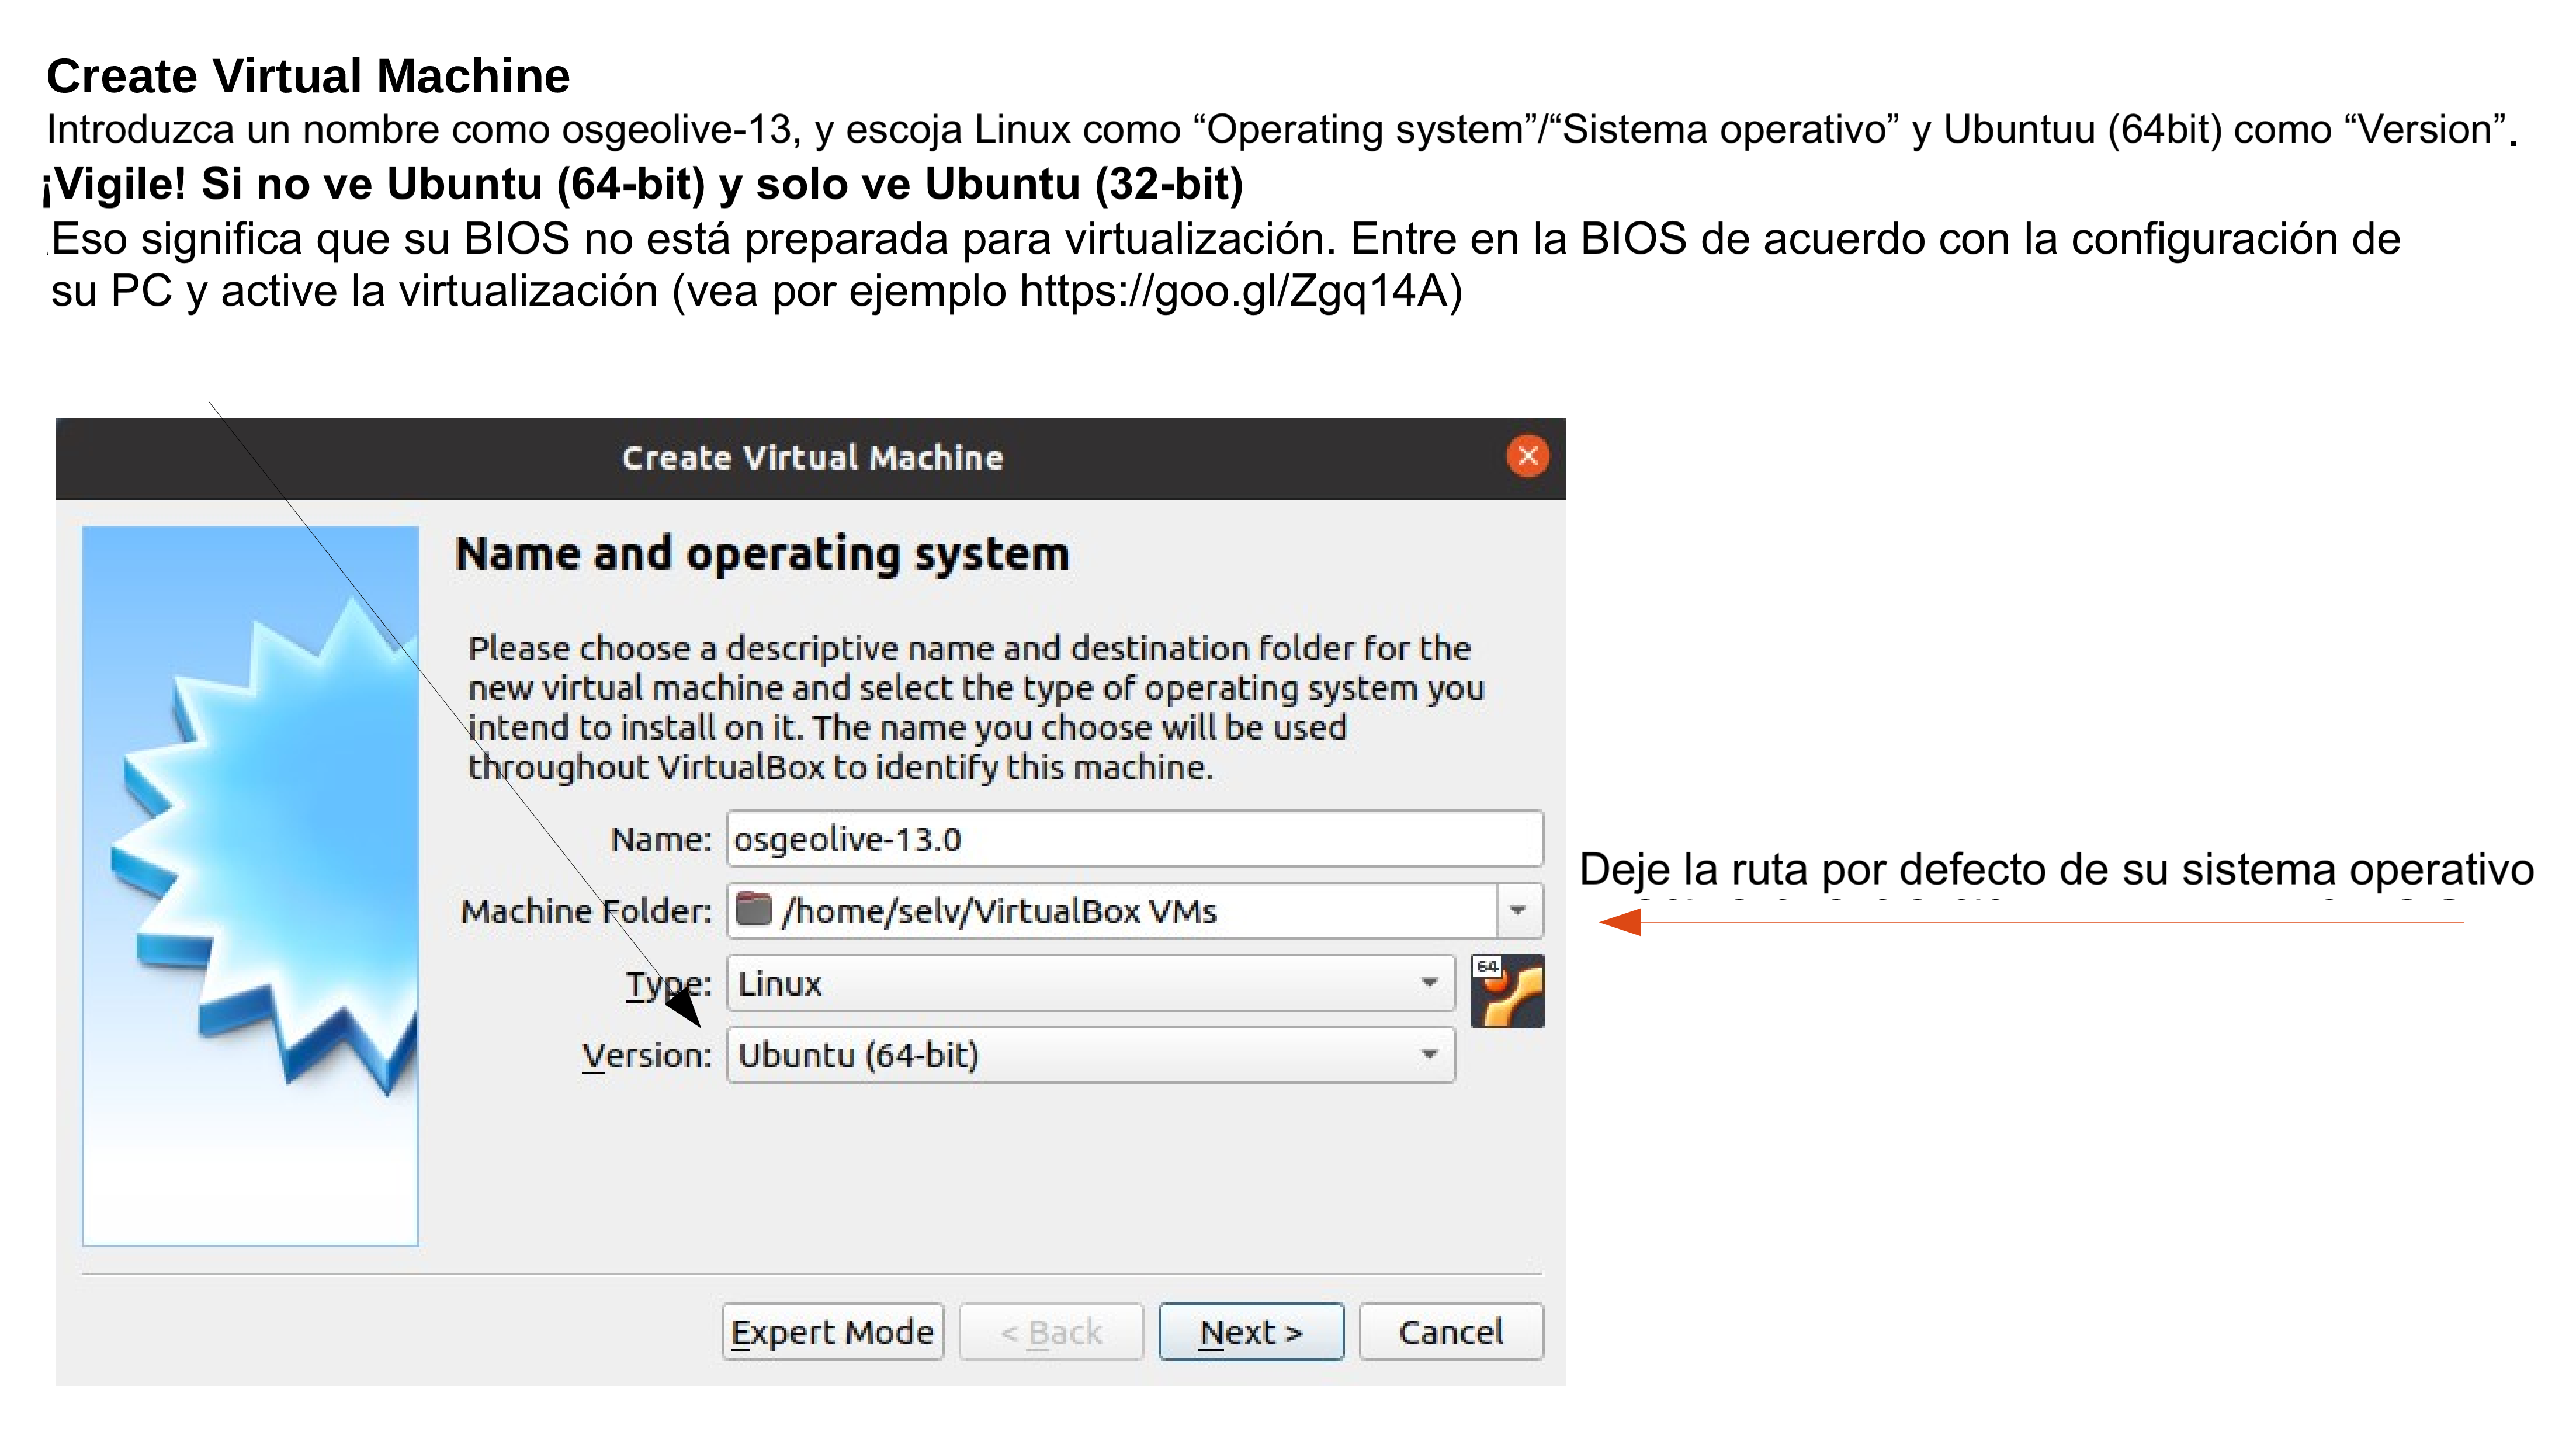 Create Virtual Machine
Introduzca un nombre como osgeolive-13, y escoja Linux como “Operating system”/“Sistema operativo” y Ubuntuu (64bit) como “Version”.
¡Vigile! Si no ve Ubuntu (64-bit) y solo ve Ubuntu (32-bit)
Eso significa que su BIOS no está preparada para virtualización. Entre en la BIOS de acuerdo con la configuración de
su PC y active la virtualización (vea por ejemplo https://goo.gl/Zgq14A)
Create Virtual Machine
Name and operating system
Please choose a descriptive name and destination folder for the
new virtual machine and select the type of operating system you
intend to install on it. The name you choose will be used
throughout VirtualBox to identify this machine.
Name: osgeolive-13.0
Machine Folder: /home/selv/VirtualBox VMs
Deje la ruta por defecto de su sistema operativo
Type: Linux
64
Version: Ubuntu (64-bit)
Expert Mode < Back Next > Cancel